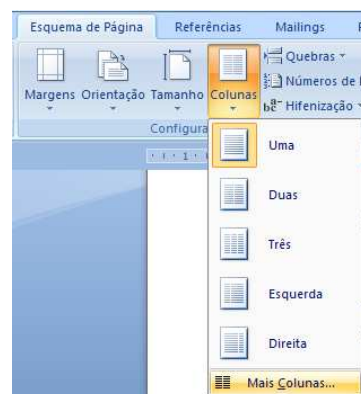 Esquema de Página Referências Mailings
Margens Orientação Tamanho Colunas
Quebras
Números de
Hifenização
Configura
1
Uma
Duas
Três
Esquerda
Direita
Mais Colunas...